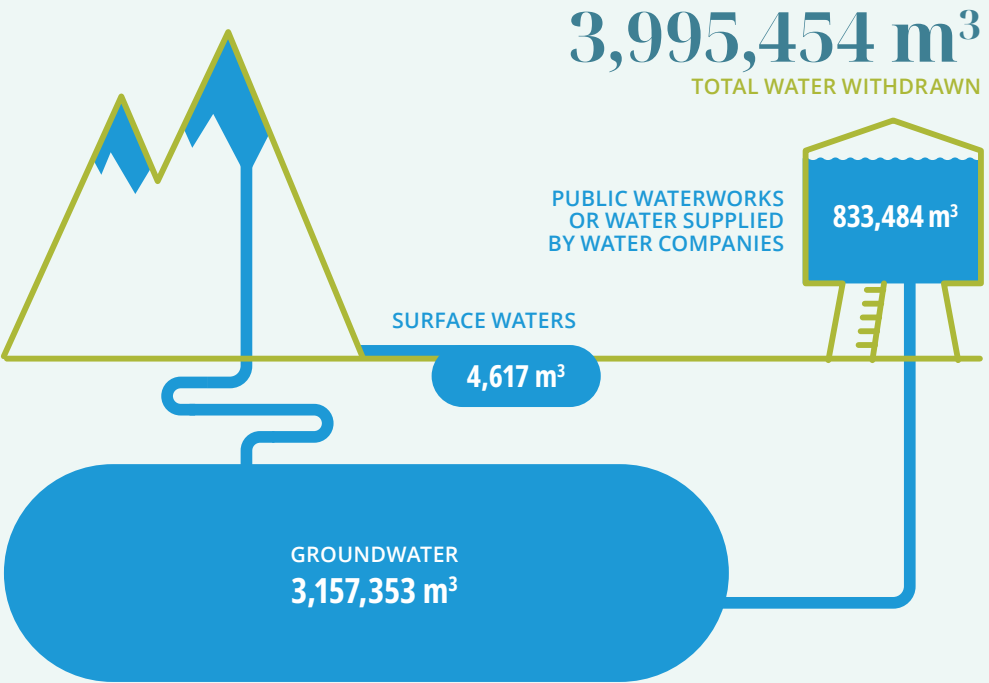 3,995,454 m³
TOTAL WATER WITHDRAWN
PUBLIC WATERWORKS
OR WATER SUPPLIED
BY WATER COMPANIES
833,484 m³
SURFACE WATERS
4,617 m³
GROUNDWATER
3,157,353 m³